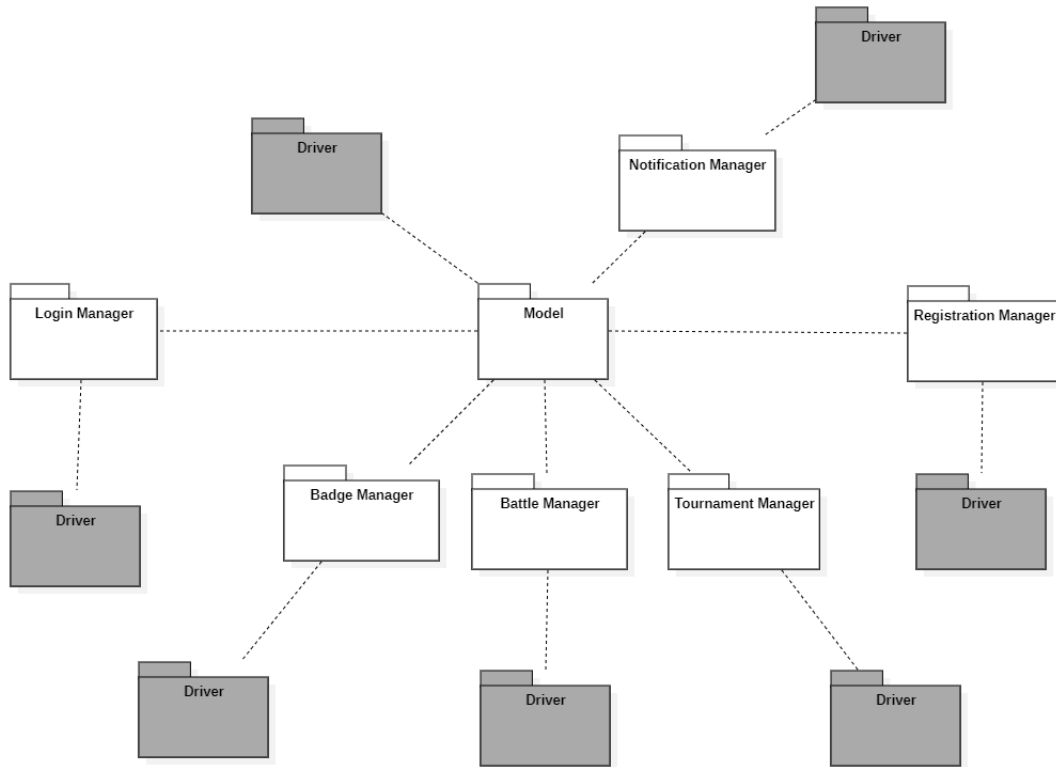 Driver
Driver
Notification Manager
Login Manager
Model
Registration Manager
Badge Manager
Battle Manager
Tournament Manager
Driver
Driver
Driver
Driver
Driver